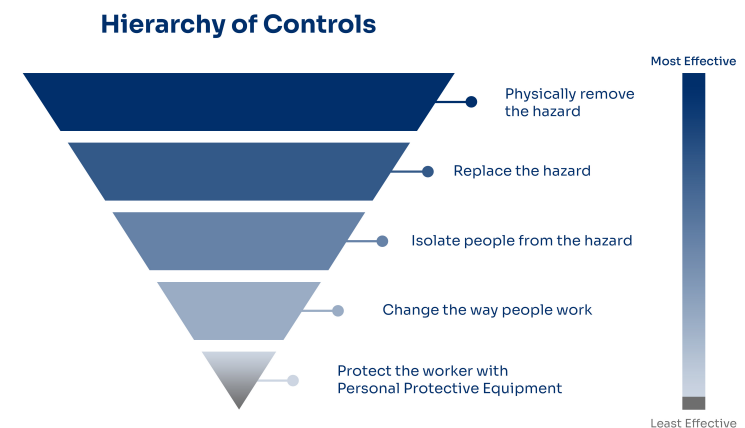 Hierarchy of Controls
Most Effective
Physically remove
the hazard
Replace the hazard
Isolate people from the hazard
Change the way people work
Protect the worker with
Personal Protective Equipment
Least Effective